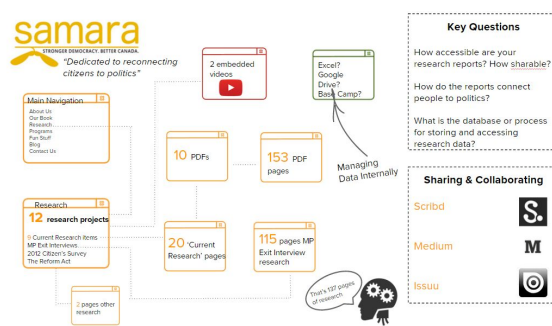 samara
STRONGER DEMOCRACY. BETTER CANADA.
"Dedicated to reconnecting
citizens to politics"
2 embedded
videos
Excel?
Google
Drive?
Base Camp?
Managing
Data Internally
Main Navigation
About Us
Our Book
Research
Programs
Fun Stuff
Blog
Contact Us
10 PDFs
153 PDF
pages
Research
12 research projects
9 Current Research items
MP Exit Interviews
2012 Citizen's Survey
The Reform Act
20 'Current
Research' pages
115 pages MP
Exit Interview
research
2 pages other
research
That's 137 pages
of research
Key Questions
How accessible are your
research reports? How sharable?
How do the reports connect
people to politics?
What is the database or process
for storing and accessing
research data?
Sharing & Collaborating
Scribd
S.
Medium
M
Issuu